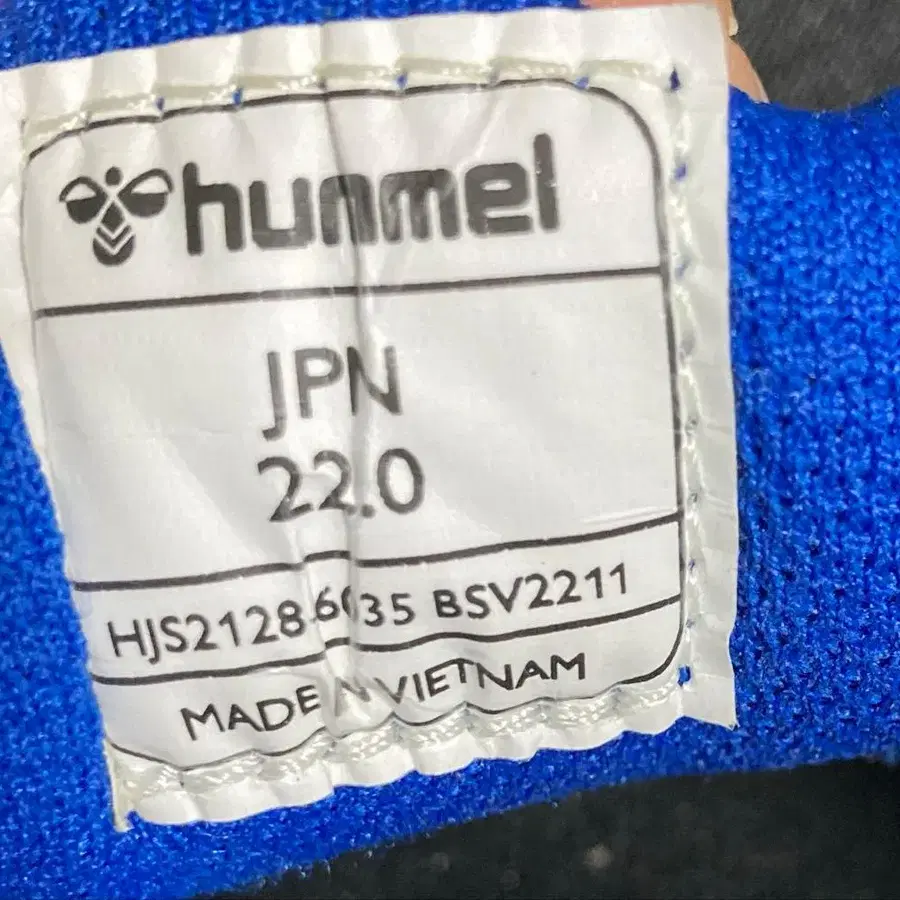 hummel
JPN
22.0
HJS2128-6035 BSV2211
MADE IN VIETNAM